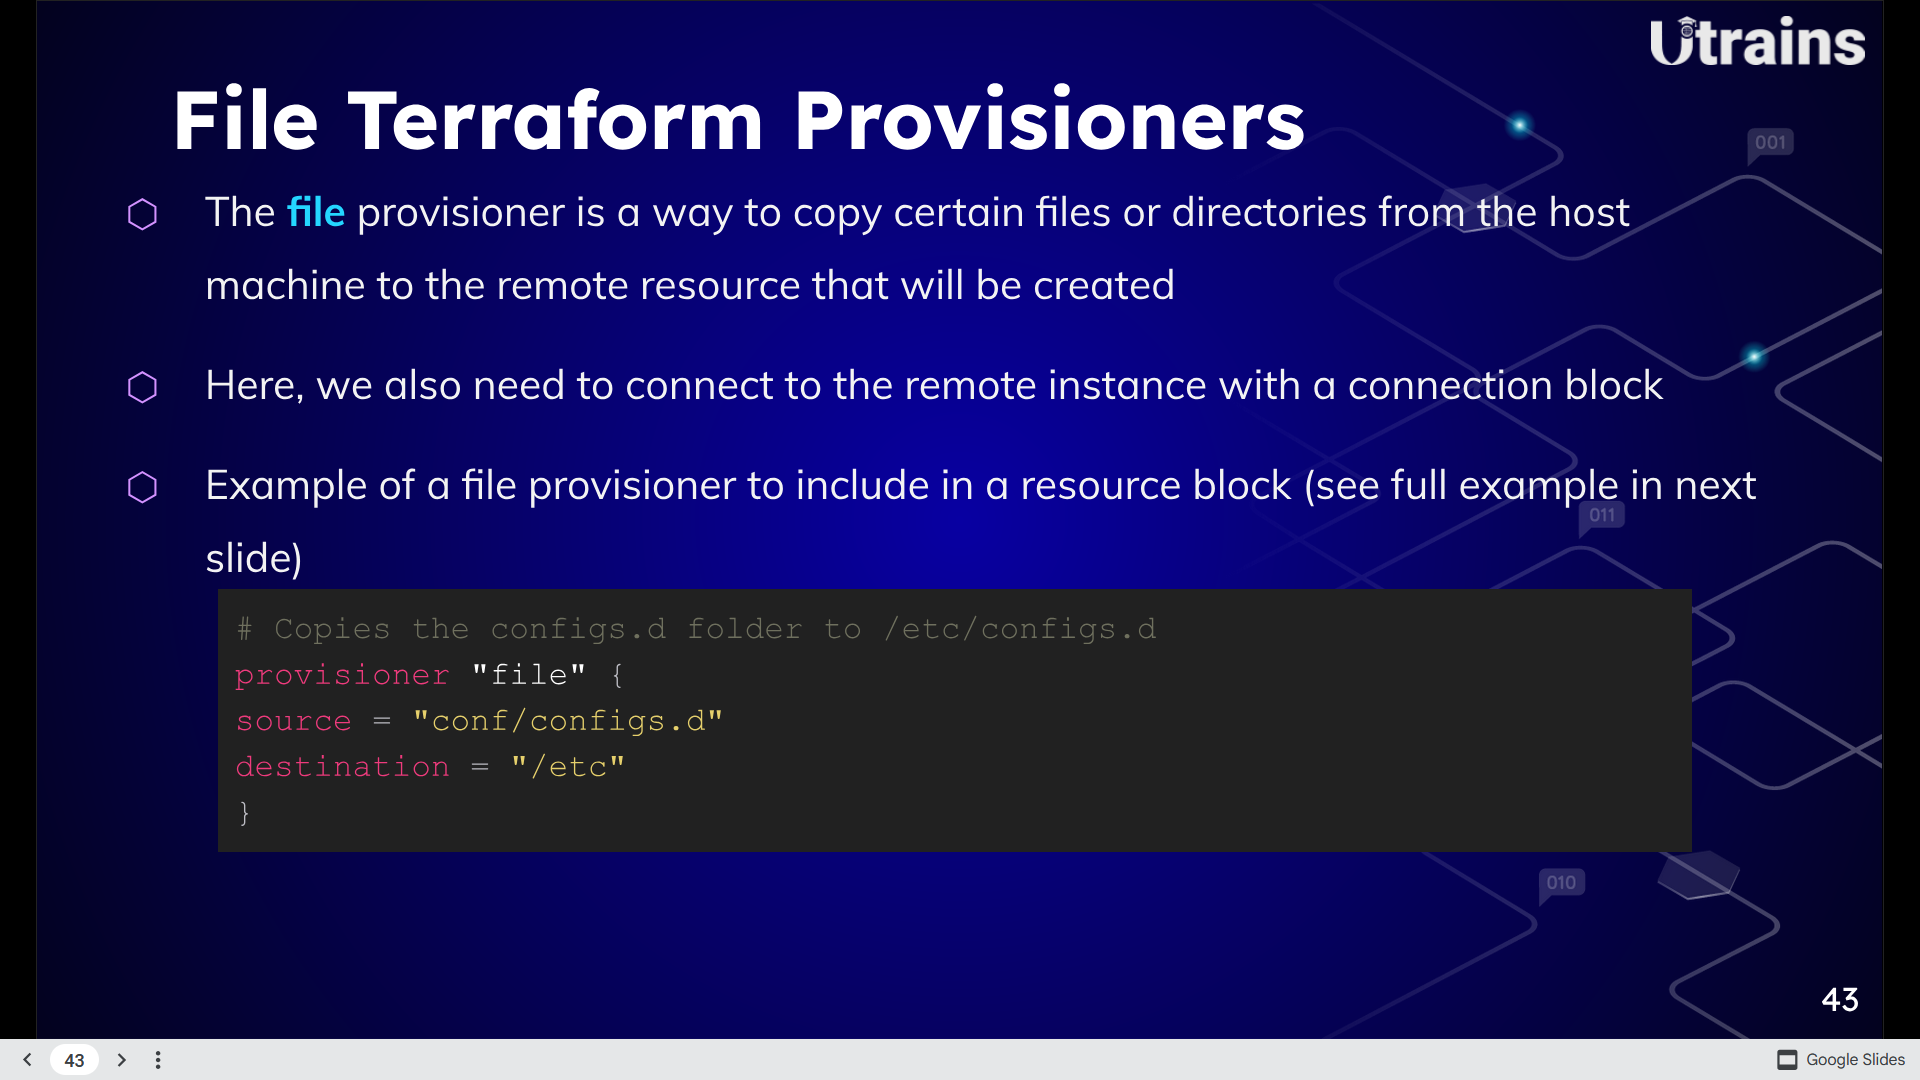 Utrains
File Terraform Provisioners
001
The file provisioner is a way to copy certain files or directories from the host
machine to the remote resource that will be created
Here, we also need to connect to the remote instance with a connection block
Example of a file provisioner to include in a resource block (see full example in next
011
slide)
# Copies the configs.d folder to /etc/configs.d
provisioner "file" {
source = "conf/configs.d"
destination = "/etc"
}
010
43
43
Google Slides